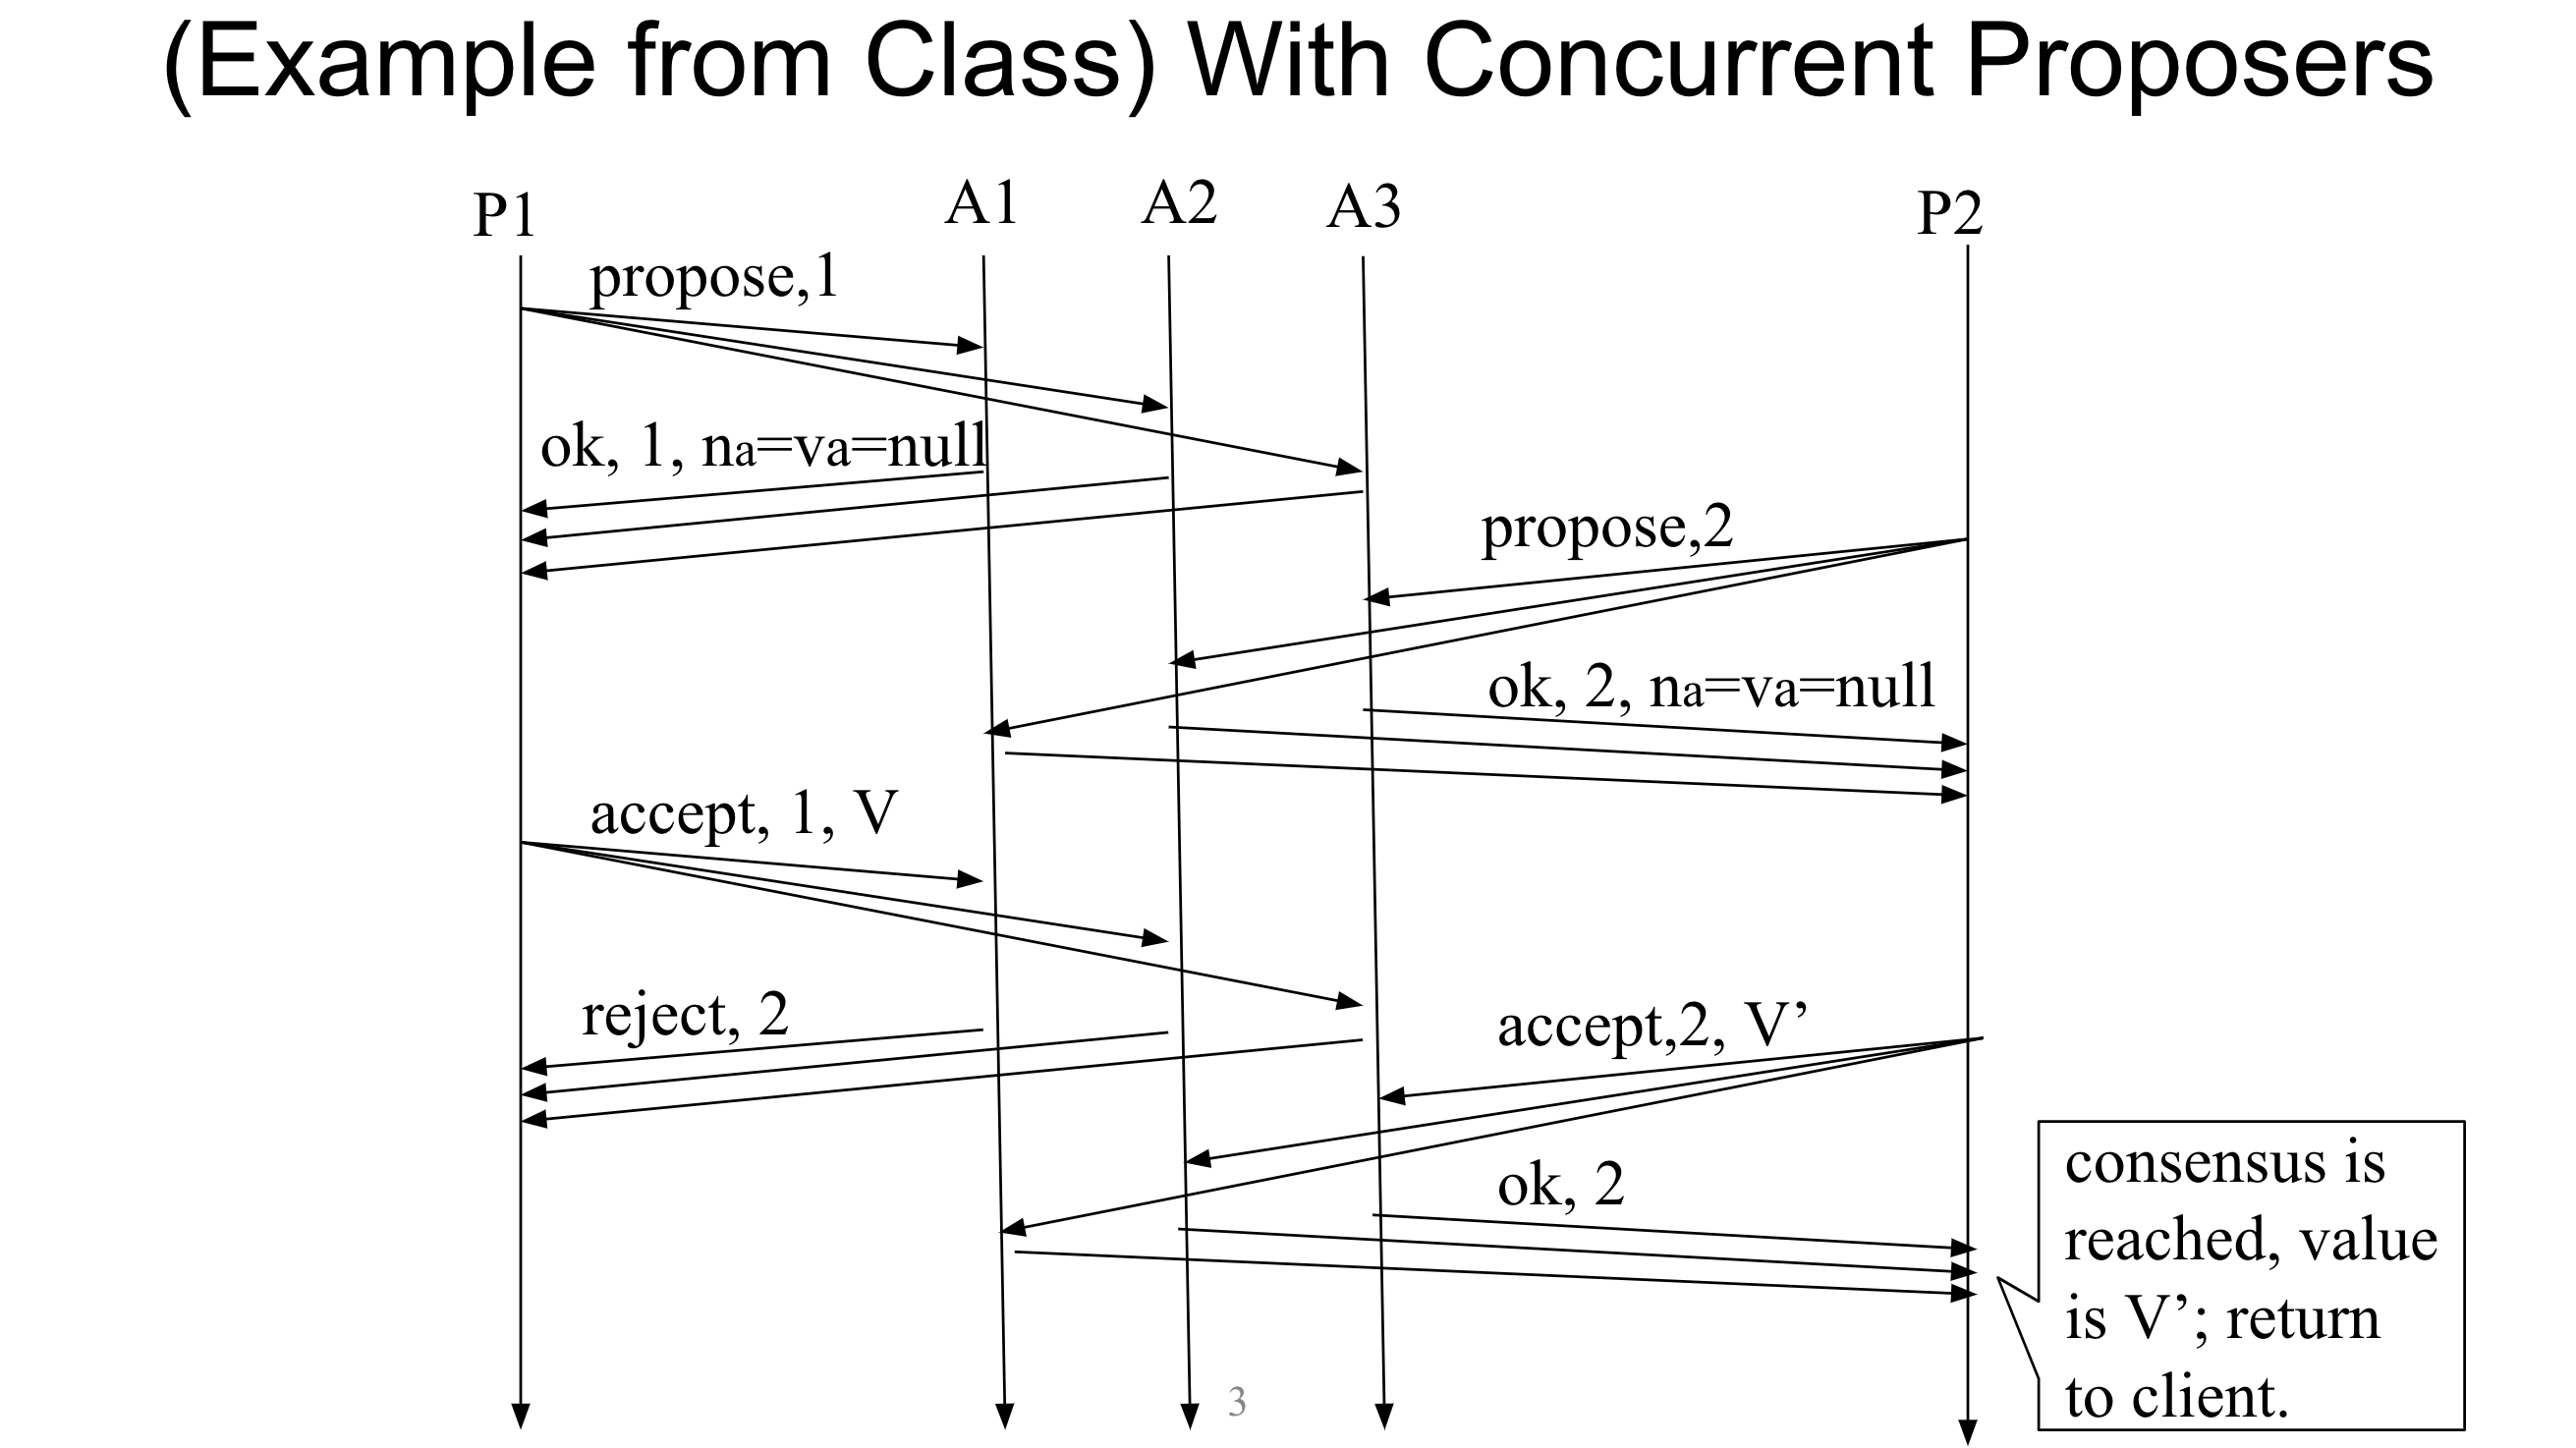 (Example from Class) With Concurrent Proposers
P1
A1
A2
A3
P2
propose,1
ok, 1, na=va=null
propose,2
ok, 2, na=va=null
accept, 1, V
reject, 2
accept,2, V’
ok, 2
consensus is
reached, value
is V’; return
to client.
3